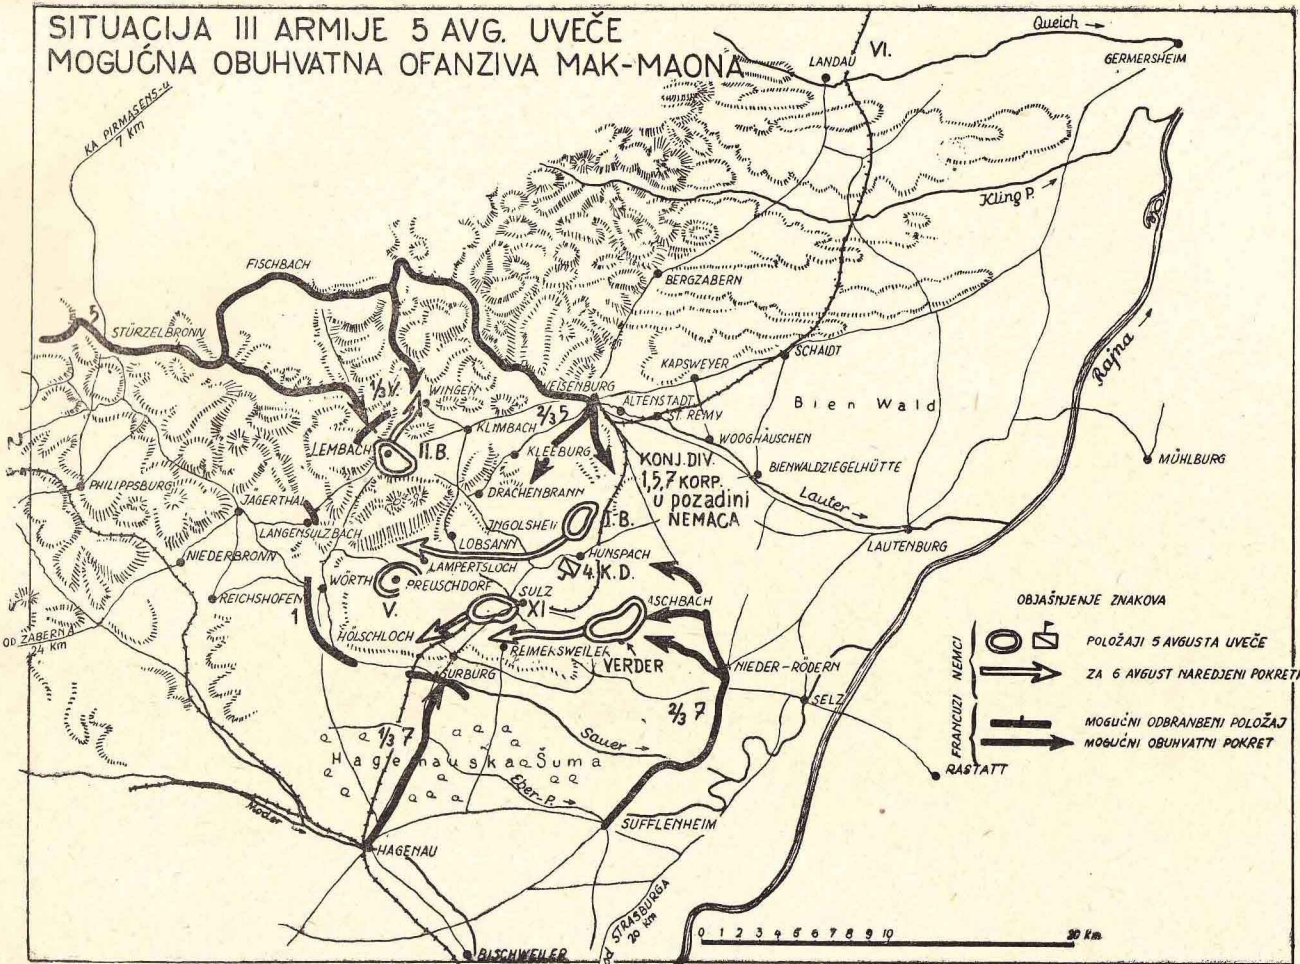 SITUACIJA III ARMIJE 5 AVG. UVEČE
MOGUĆNA OBUHVATNA OFANZIVA MAK-MAONA
Queich
VI.
LANDAU
GERMERSHEIM
KA PIRMASENS-U
7 km
Kling P.
FISCHBACH
BERGZABERN
5
STÜRZELBRONN
Rajna
SCHAIDT
KAPSWEYER
1/3 V.
WINGEN
WEISENBURG
ALTENSTADT
ST. REMY
Bien Wald
2/3 5
KLIMBACH
WOOGHÄUSCHEN
LEMBACH
II.B.
KLEEBURG
KONJ. DIV.
1,5,7 KORP.
u pozadini
NEMACA
BIENWALDZIEGELHÜTTE
MÜHLBURG
PHILIPPSBURG
DRACHENBRANN
Lauter
JÄGERTHAL
LANGENSULZBACH
INGOLSHEIM
I.B.
LAUTENBURG
LOBSANN
HUNSPACH
NIEDERBRONN
LAMPERTSLOCH
4. K.D.
WÖRTH
PREUSCHDORF
REICHSHOFEN
V.
SULZ
XI
ASCHBACH
OBJAŠNJENJE ZNAKOVA
1
OD ZABERNA
24 km
HÖLSCHLOCH
REIMERSWEILER
NEMCI
POLOŽAJI 5 AVGUSTA UVEČE
VERDER
NIEDER-RÖDERN
ZA 6 AVGUST NAREDJENI POKRETI
SURBURG
SELZ
2/3 7
FRANCUZI
MOGUĆNI ODBRANBENI POLOŽAJ
MOGUĆNI OBUHVATNI POKRET
1/3 7
Sauer
Hagenauska Šuma
RASTATT
Eber-P.
Moder
SUFFLENHEIM
HAGENAU
OD STRASBURGA
20 km
0 1 2 3 4 5 6 7 8 9 10 20 km
BISCHWEILER